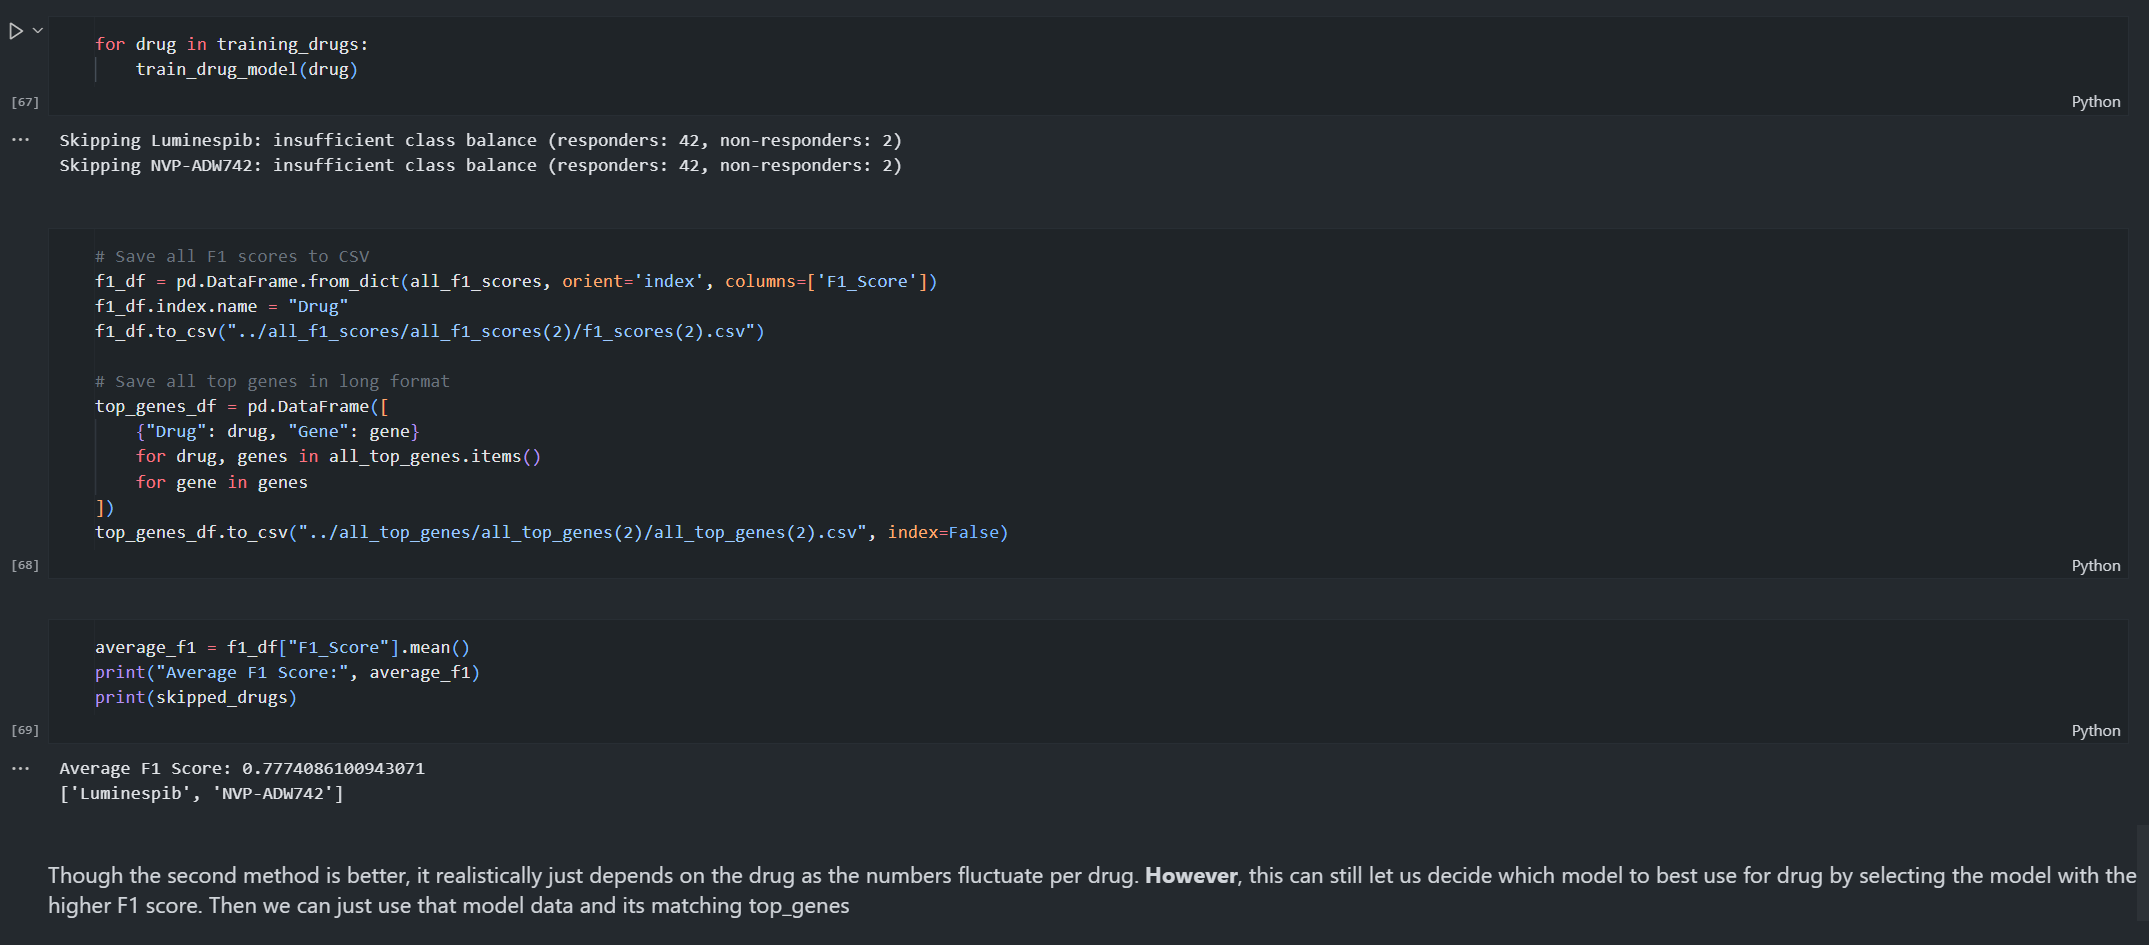 for drug in training_drugs:
    train_drug_model(drug)
[67]
Python
Skipping Luminespib: insufficient class balance (responders: 42, non-responders: 2)
Skipping NVP-ADW742: insufficient class balance (responders: 42, non-responders: 2)
# Save all F1 scores to CSV
f1_df = pd.DataFrame.from_dict(all_f1_scores, orient='index', columns=['F1_Score'])
f1_df.index.name = "Drug"
f1_df.to_csv("../all_f1_scores/all_f1_scores(2)/f1_scores(2).csv")
# Save all top genes in long format
top_genes_df = pd.DataFrame([
    {"Drug": drug, "Gene": gene}
    for drug, genes in all_top_genes.items()
    for gene in genes
])
top_genes_df.to_csv("../all_top_genes/all_top_genes(2)/all_top_genes(2).csv", index=False)
[68]
Python
average_f1 = f1_df["F1_Score"].mean()
print("Average F1 Score:", average_f1)
print(skipped_drugs)
[69]
Python
Average F1 Score: 0.7774086100943071
['Luminespib', 'NVP-ADW742']
Though the second method is better, it realistically just depends on the drug as the numbers fluctuate per drug. However, this can still let us decide which model to best use for drug by selecting the model with the
higher F1 score. Then we can just use that model data and its matching top_genes